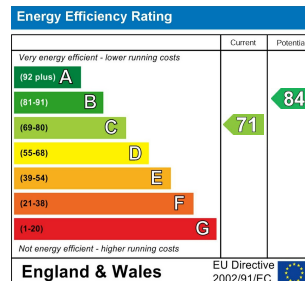 Energy Efficiency Rating
Current Potential
Very energy efficient - lower running costs
(92 plus) A
(81-91) B
(69-80) C
(55-68) D
(39-54) E
(21-38) F
(1-20) G
71
84
Not energy efficient - higher running costs
England & Wales
EU Directive
2002/91/EC